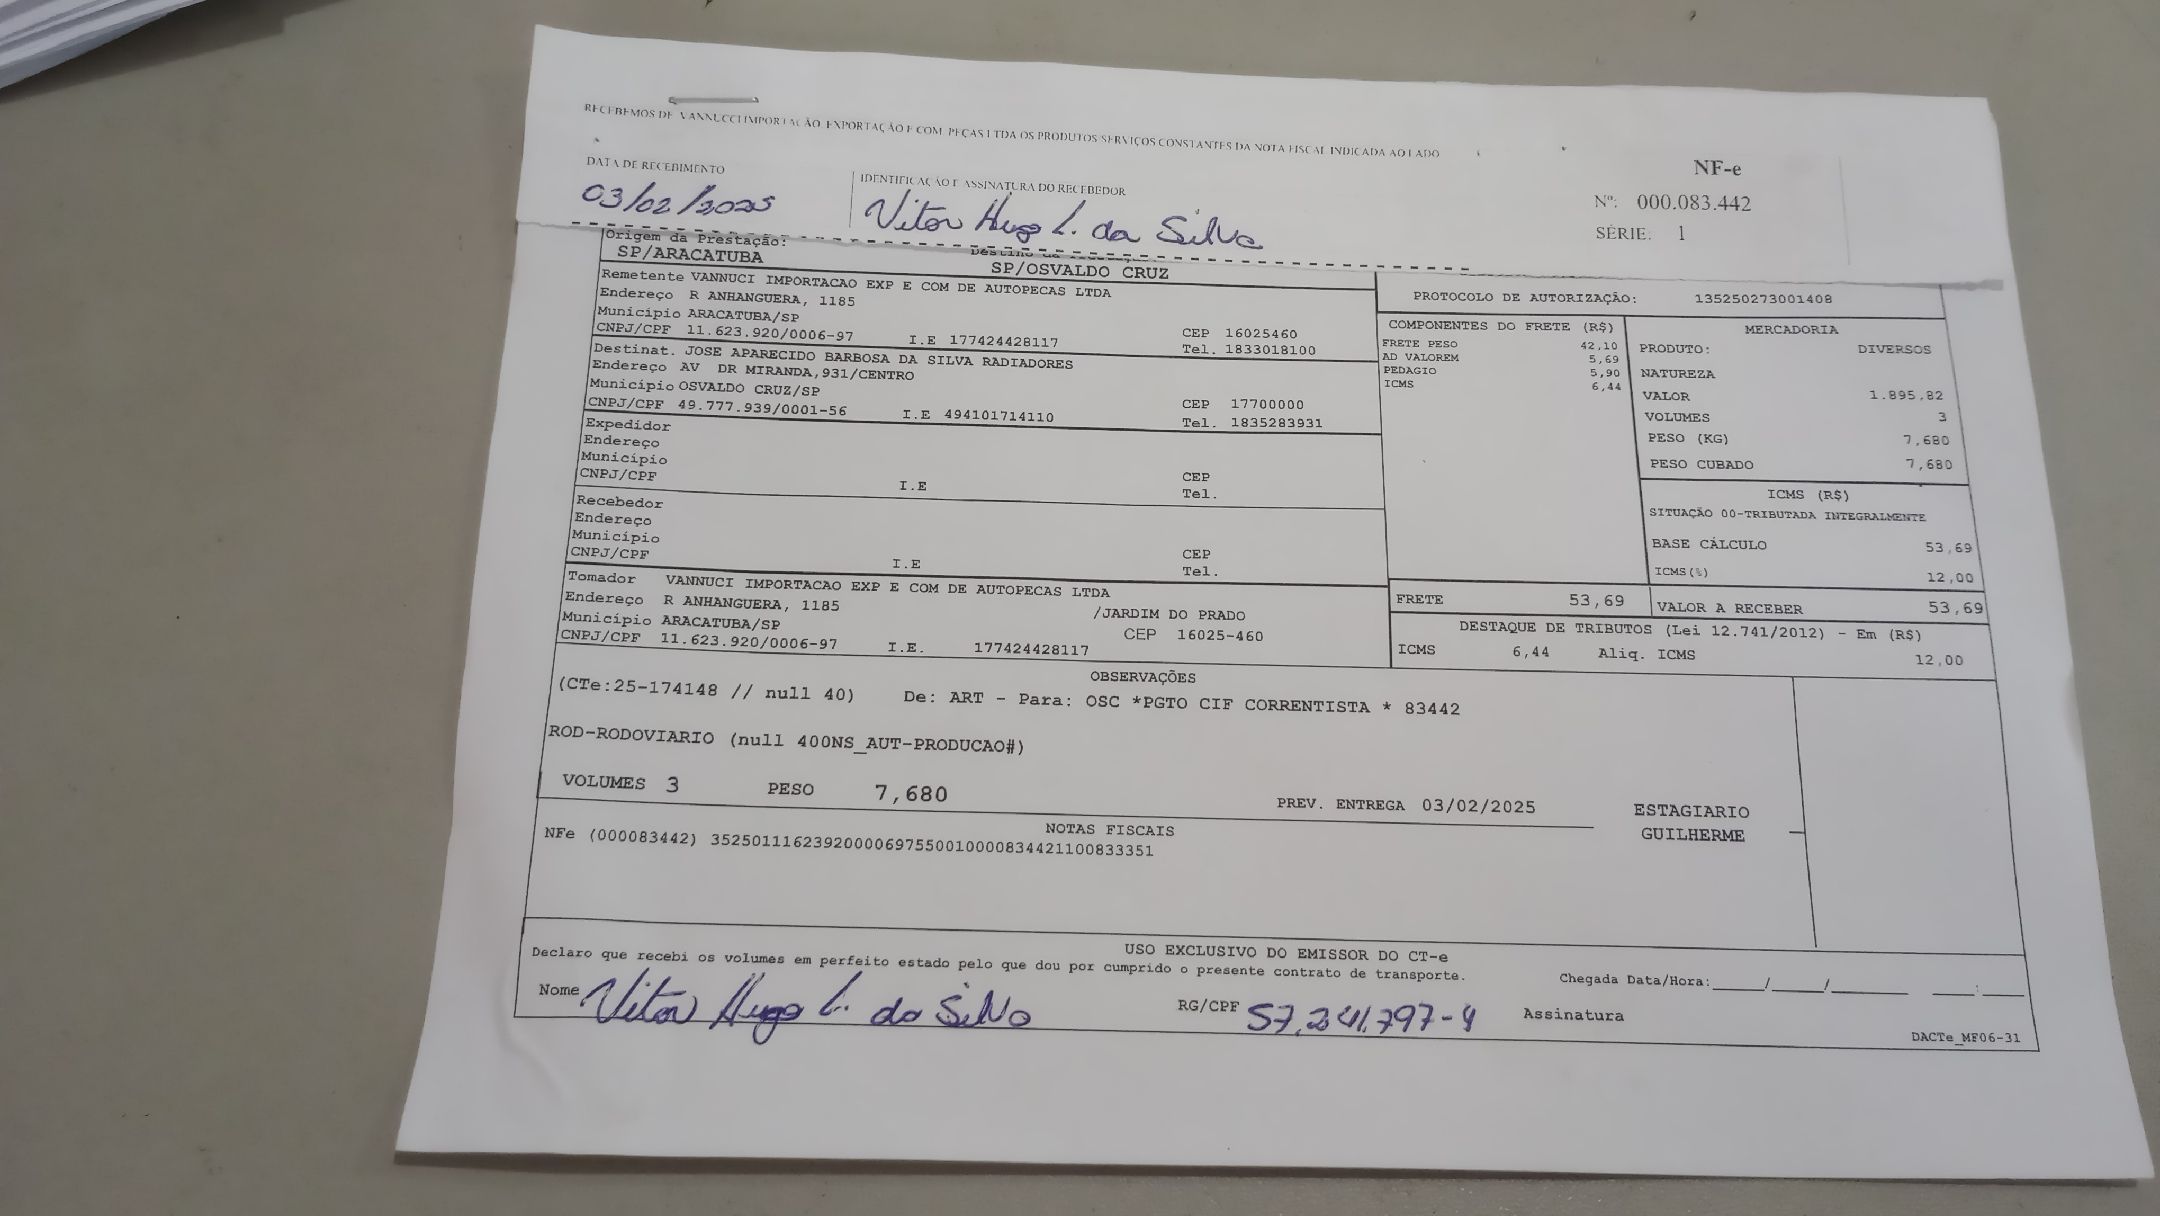 RECEBEMOS DE VANNUCCI IMPORTAÇÃO EXPORTAÇÃO E COM PEÇAS LTDA OS PRODUTOS SERVIÇOS CONSTANTES DA NOTA FISCAL INDICADA AO LADO
DATA DE RECEBIMENTO
03/02/2025
IDENTIFICAÇÃO E ASSINATURA DO RECEBEDOR
Vitor Hugo L. da Silva
NF-e
Nº: 000.083.442
SÉRIE: 1
Origem da Prestação:
SP/ARACATUBA
SP/OSVALDO CRUZ
Remetente VANNUCI IMPORTACAO EXP E COM DE AUTOPECAS LTDA
Endereço R ANHANGUERA, 1185
Município ARACATUBA/SP CEP 16025460
CNPJ/CPF 11.623.920/0006-97 I.E 177424428117 Tel. 1833018100
Destinat. JOSE APARECIDO BARBOSA DA SILVA RADIADORES
Endereço AV DR MIRANDA,931/CENTRO
Município OSVALDO CRUZ/SP CEP 17700000
CNPJ/CPF 49.777.939/0001-56 I.E 494101714110 Tel. 1835283931
Expedidor
Endereço
Município CEP
CNPJ/CPF I.E Tel.
Recebedor
Endereço
Município CEP
CNPJ/CPF I.E Tel.
Tomador VANNUCI IMPORTACAO EXP E COM DE AUTOPECAS LTDA
Endereço R ANHANGUERA, 1185 /JARDIM DO PRADO
Município ARACATUBA/SP CEP 16025-460
CNPJ/CPF 11.623.920/0006-97 I.E. 177424428117
PROTOCOLO DE AUTORIZAÇÃO: 135250273001408
COMPONENTES DO FRETE (R$)
FRETE PESO 42,10
AD VALOREM 5,69
PEDAGIO 5,90
ICMS 6,44
MERCADORIA
PRODUTO: DIVERSOS
NATUREZA
VALOR 1.895,82
VOLUMES 3
PESO (KG) 7,680
PESO CUBADO 7,680
ICMS (R$)
SITUAÇÃO 00-TRIBUTADA INTEGRALMENTE
BASE CÁLCULO 53,69
ICMS(%) 12,00
FRETE 53,69
VALOR A RECEBER 53,69
DESTAQUE DE TRIBUTOS (Lei 12.741/2012) - Em (R$)
ICMS 6,44 Aliq. ICMS 12,00
OBSERVAÇÕES
(CTe:25-174148 // null 40) De: ART - Para: OSC *PGTO CIF CORRENTISTA * 83442
ROD-RODOVIARIO (null 400NS_AUT-PRODUCAO#)
VOLUMES 3 PESO 7,680 PREV. ENTREGA 03/02/2025
ESTAGIARIO
GUILHERME
NOTAS FISCAIS
NFe (000083442) 35250111623920000697550010000834421100833351
USO EXCLUSIVO DO EMISSOR DO CT-e
Declaro que recebi os volumes em perfeito estado pelo que dou por cumprido o presente contrato de transporte.
Chegada Data/Hora:_____/_____/________ ____:____
Nome Vitor Hugo L. da Silva RG/CPF 57.241.797-4 Assinatura
DACTe_MF06-31